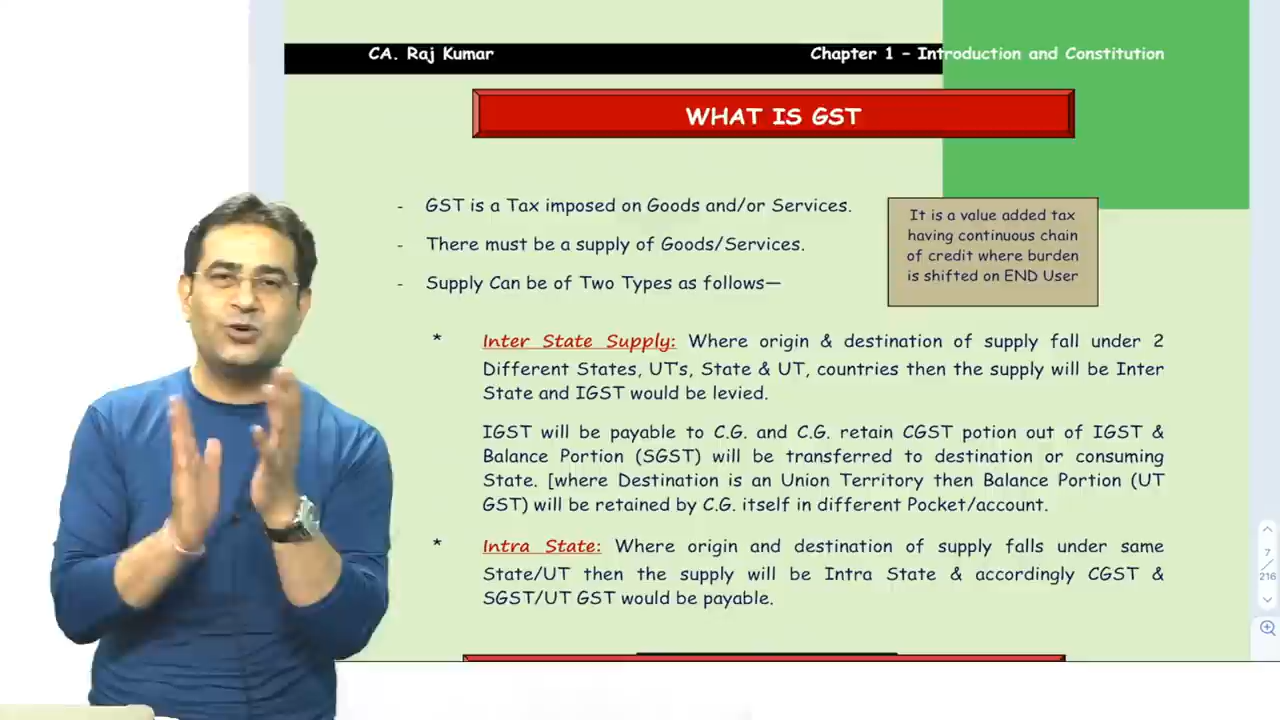 CA. Raj Kumar
Chapter 1 – Introduction and Constitution
WHAT IS GST
- GST is a Tax imposed on Goods and/or Services.
- There must be a supply of Goods/Services.
- Supply Can be of Two Types as follows—
It is a value added tax
having continuous chain
of credit where burden
is shifted on END User
* Inter State Supply: Where origin & destination of supply fall under 2
Different States, UT's, State & UT, countries then the supply will be Inter
State and IGST would be levied.
IGST will be payable to C.G. and C.G. retain CGST potion out of IGST &
Balance Portion (SGST) will be transferred to destination or consuming
State. [where Destination is an Union Territory then Balance Portion (UT
GST) will be retained by C.G. itself in different Pocket/account.
* Intra State: Where origin and destination of supply falls under same
State/UT then the supply will be Intra State & accordingly CGST &
SGST/UT GST would be payable.
7
/
216